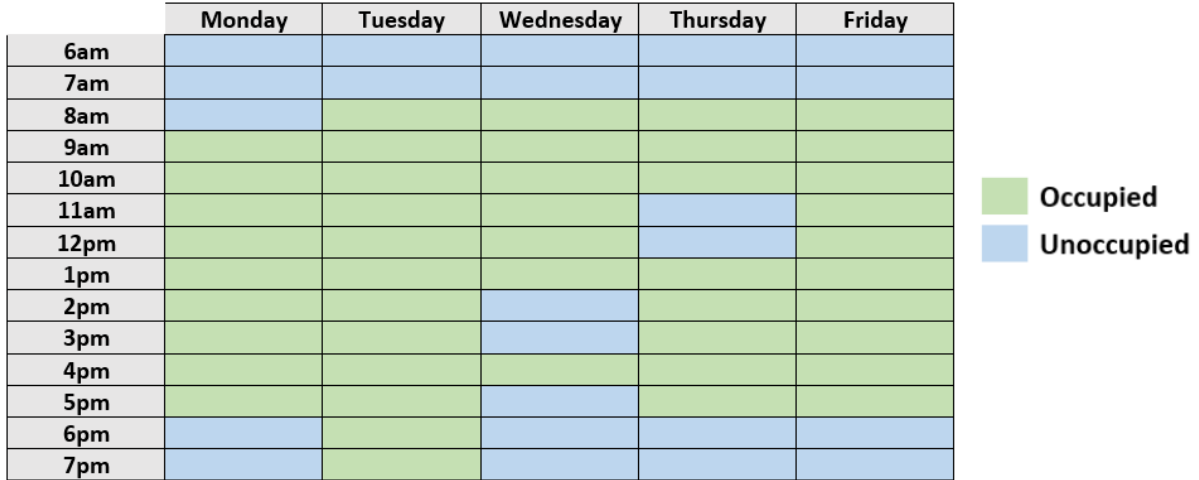 Monday Tuesday Wednesday Thursday Friday
6am
7am
8am
9am
10am
11am
12pm
1pm
2pm
3pm
4pm
5pm
6pm
7pm
Occupied
Unoccupied